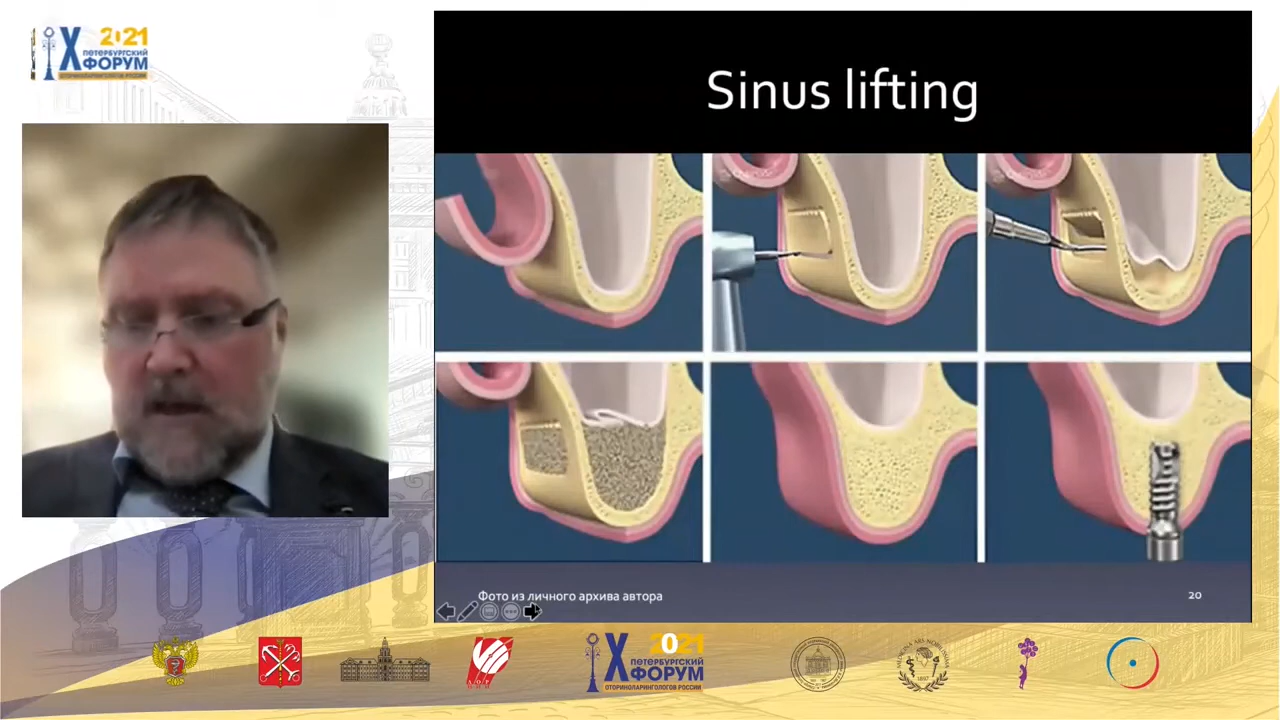 X 2021
ПЕТЕРБУРГСКИЙ
ФОРУМ
ОТОРИНОЛАРИНГОЛОГОВ РОССИИ
Sinus lifting
Фото из личного архива автора
20
X 2021
ПЕТЕРБУРГСКИЙ
ФОРУМ
ОТОРИНОЛАРИНГОЛОГОВ РОССИИ